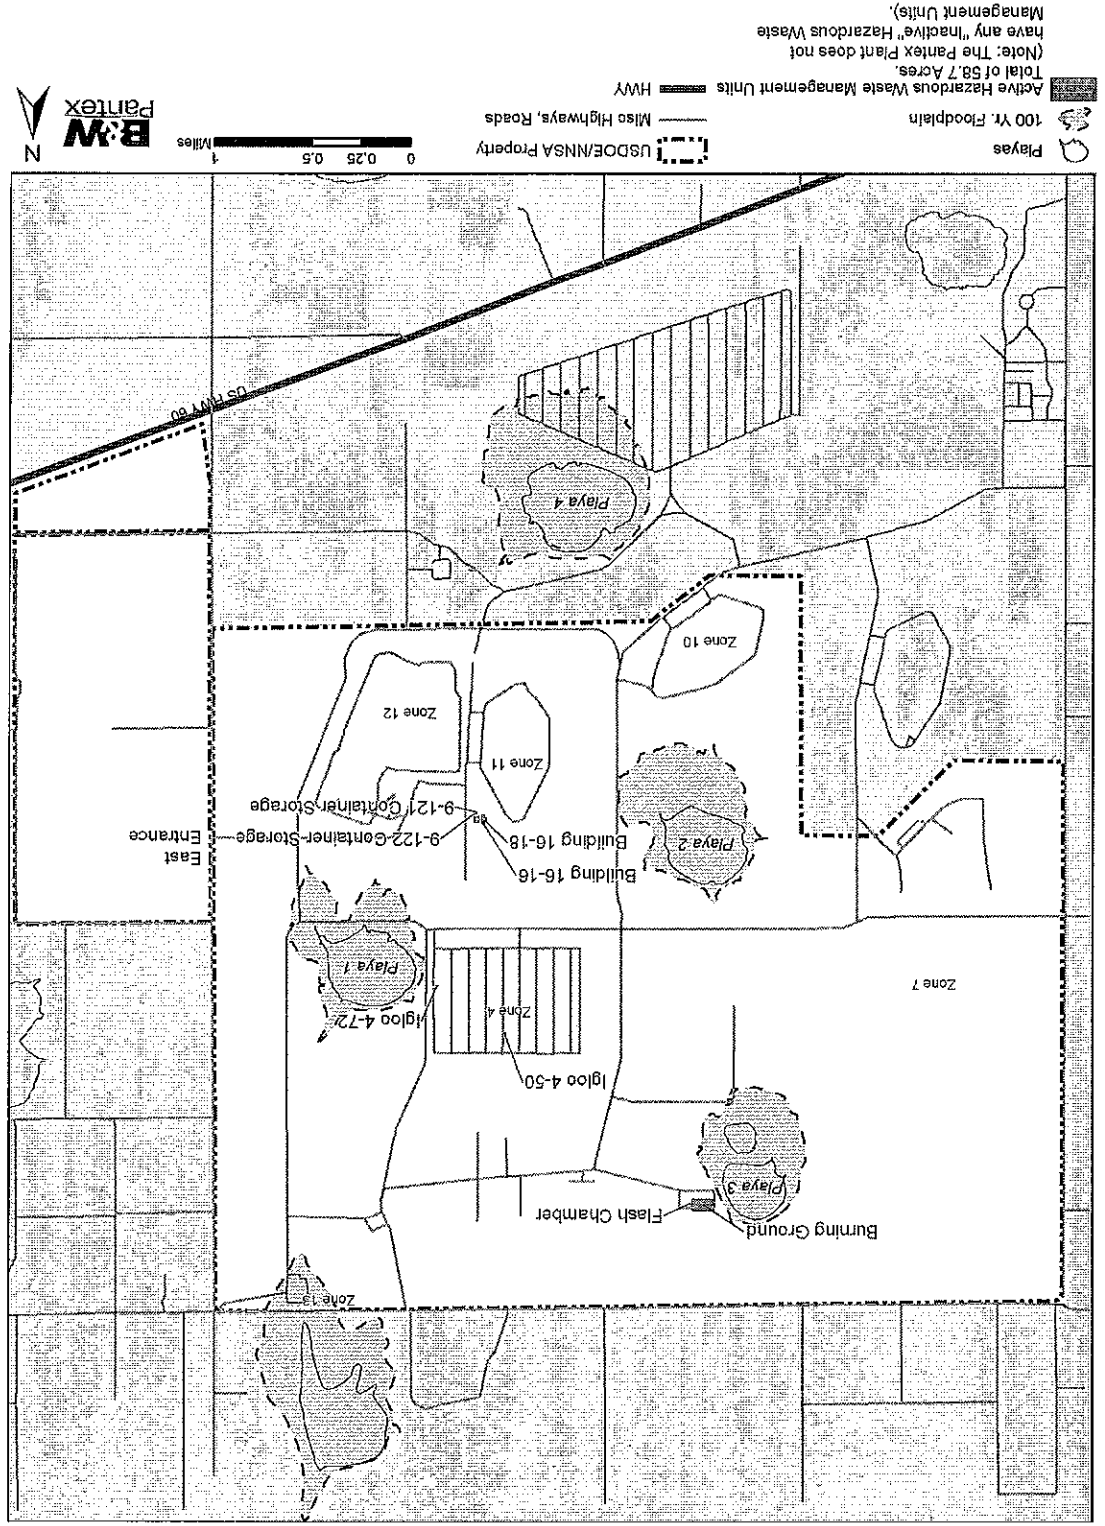 Zone 13
Burning Ground
Flash Chamber
Playa 3
Igloo 4-50
Zone 4
Igloo 4-72
Playa 1
Zone 7
East
Entrance
Building 16-16
Building 16-18
9-122 Container Storage
9-121 Container Storage
Playa 2
Zone 11
Zone 12
Zone 10
Playa 4
US HWY 60
Playas
100 Yr. Floodplain
Active Hazardous Waste Management Units
Total of 58.7 Acres.
(Note: The Pantex Plant does not
have any "Inactive" Hazardous Waste
Management Units).
USDOE/NNSA Property
Misc Highways, Roads
HWY
0 0.25 0.5 1
Miles
B&W
Pantex
N